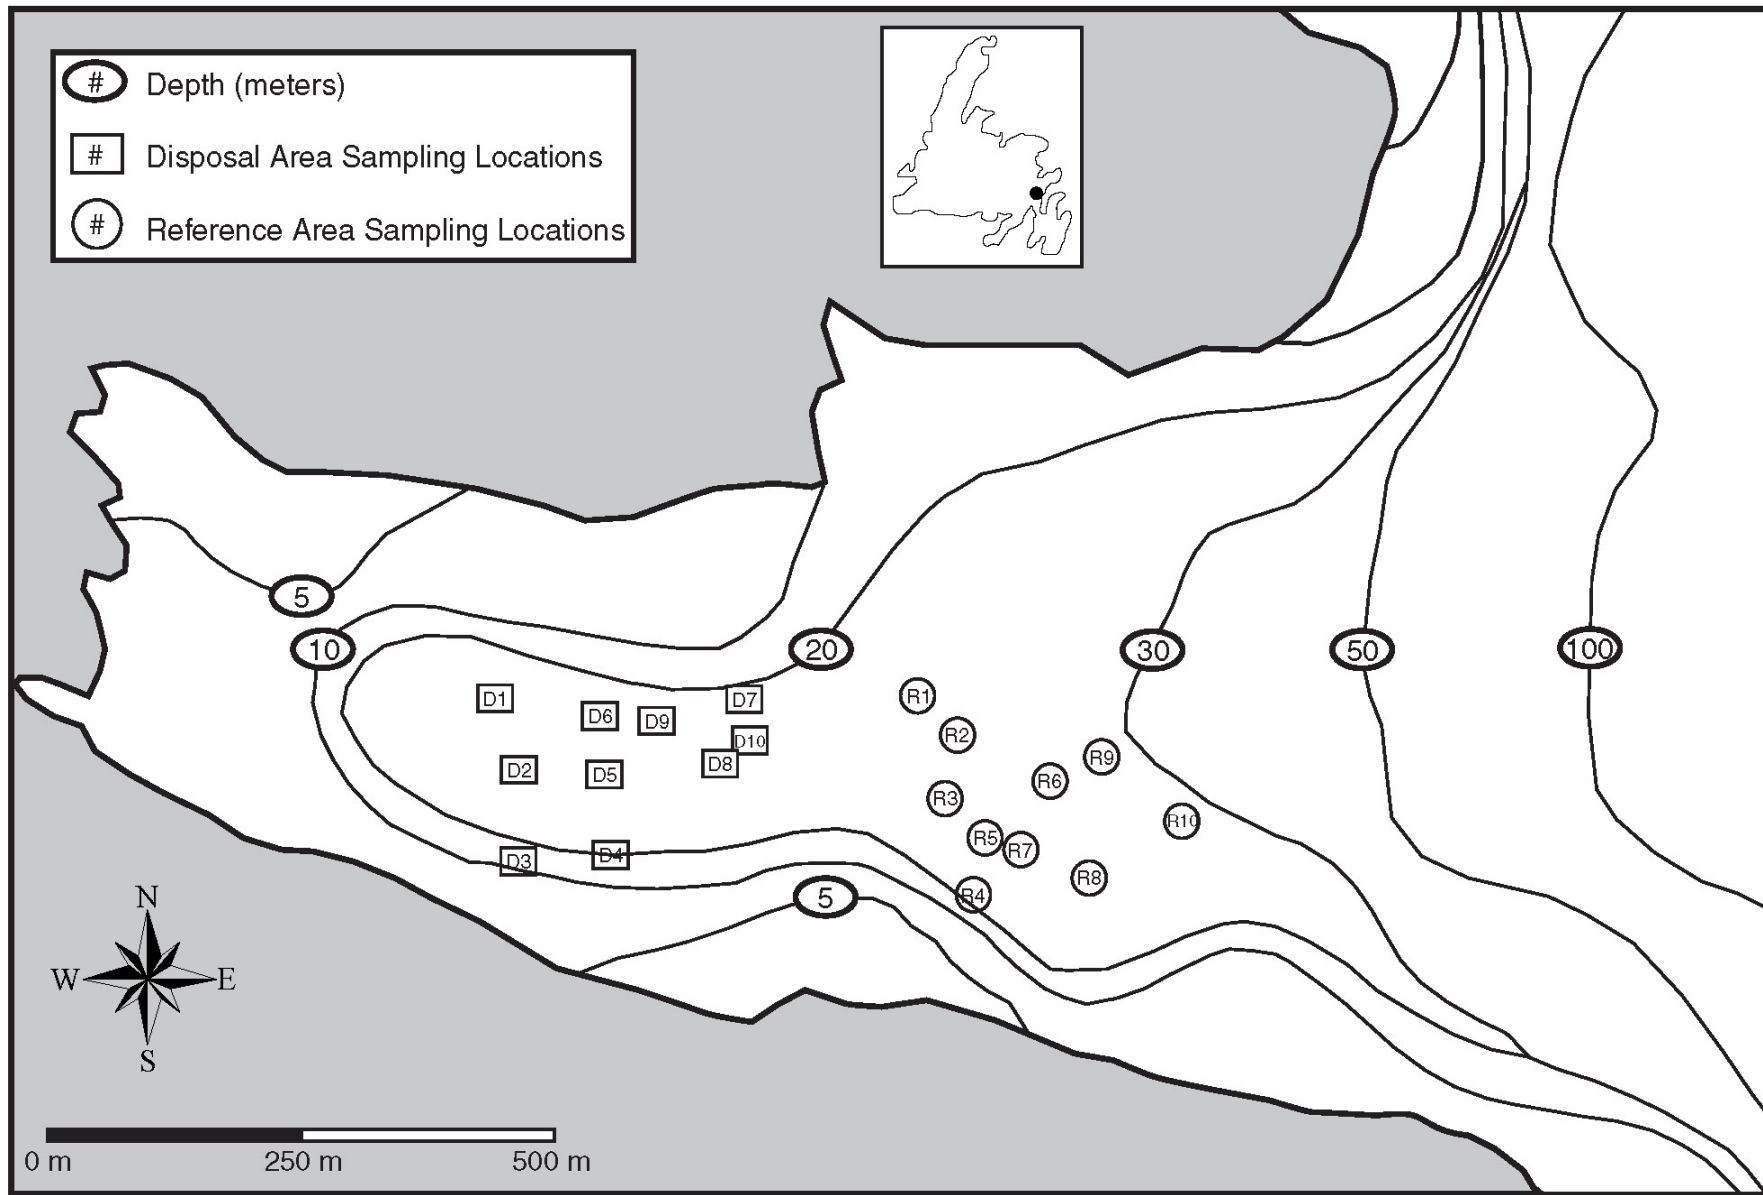 # Depth (meters)
# Disposal Area Sampling Locations
# Reference Area Sampling Locations
5
10
20
30
50
100
D1
D6
D9
D7
D10
D2
D5
D8
D3
D4
R1
R2
R9
R6
R3
R10
R5
R7
R8
R4
5
N
W E
S
0 m 250 m 500 m